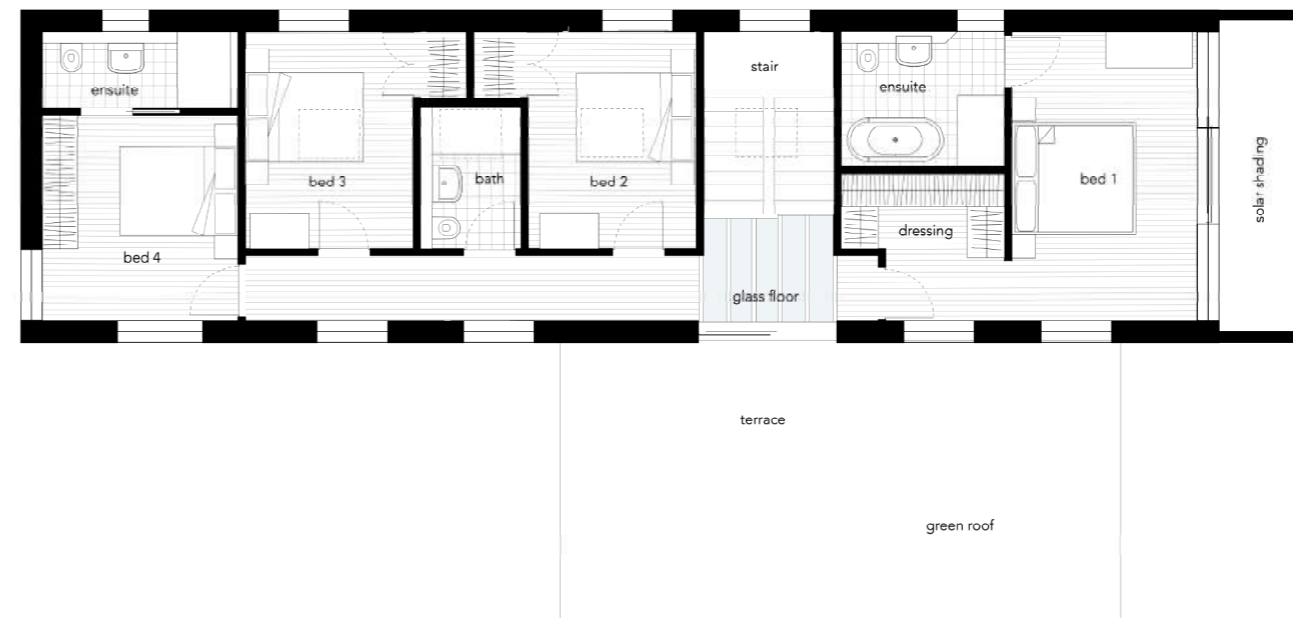 stair
ensuite
ensuite
bed 3
bath
bed 2
bed 1
solar shading
dressing
bed 4
glass floor
terrace
green roof